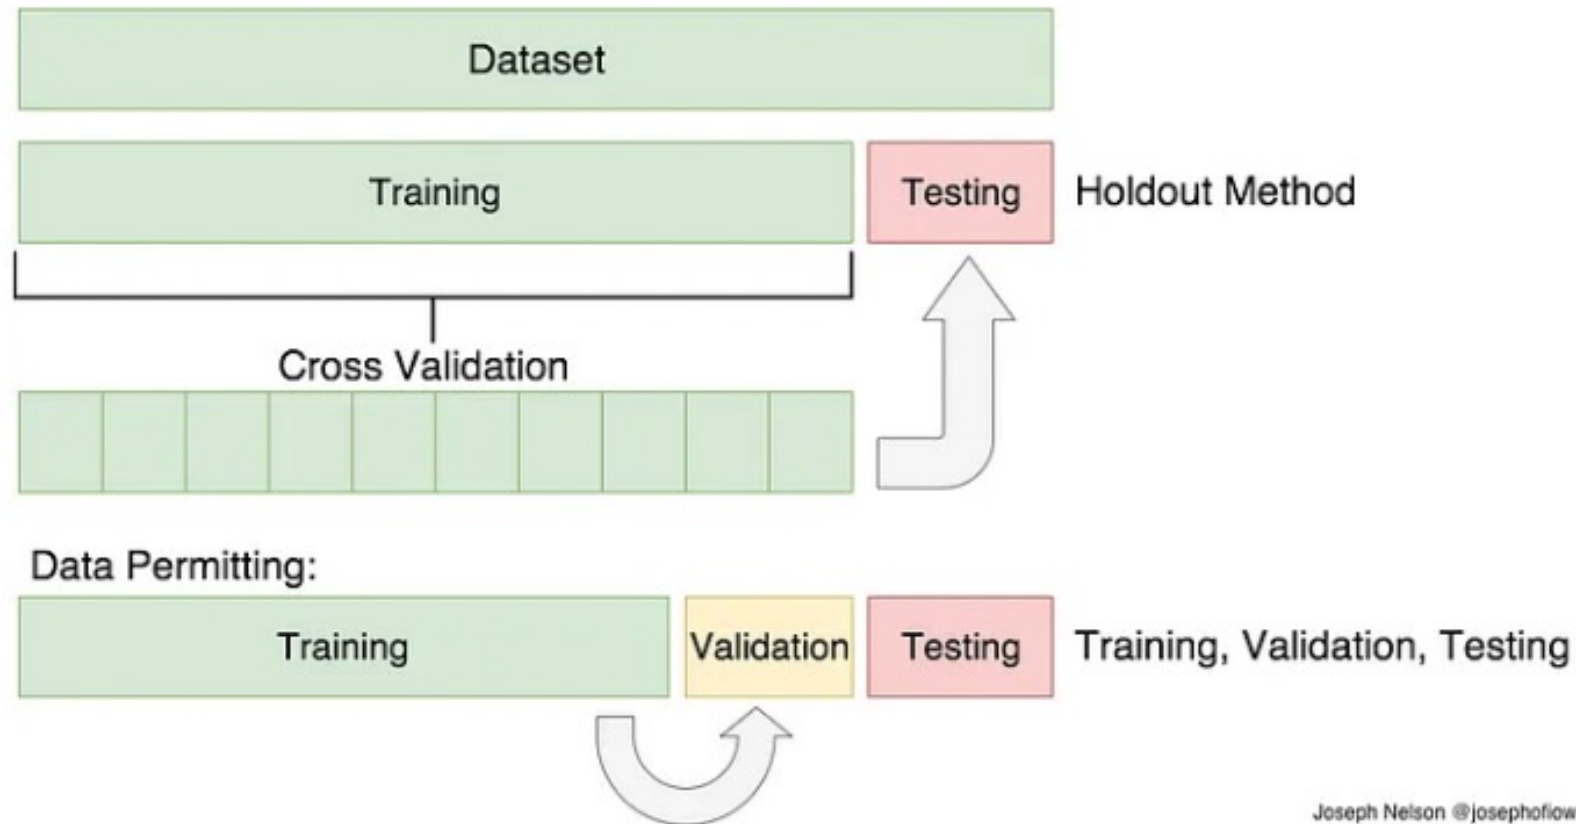 Dataset
Training Testing Holdout Method
Cross Validation
Data Permitting:
Training Validation Testing Training, Validation, Testing
Joseph Nelson @josephofiow